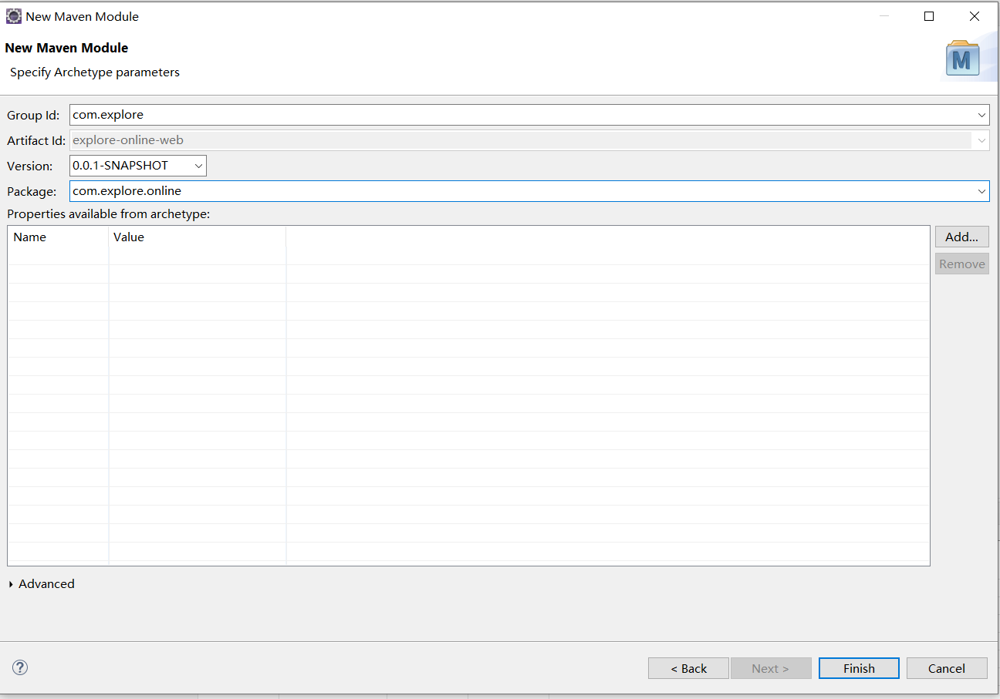 New Maven Module
New Maven Module
Specify Archetype parameters
M
Group Id: com.explore
Artifact Id: explore-online-web
Version: 0.0.1-SNAPSHOT
Package: com.explore.online
Properties available from archetype:
Name Value
Add...
Remove
Advanced
? < Back Next > Finish Cancel